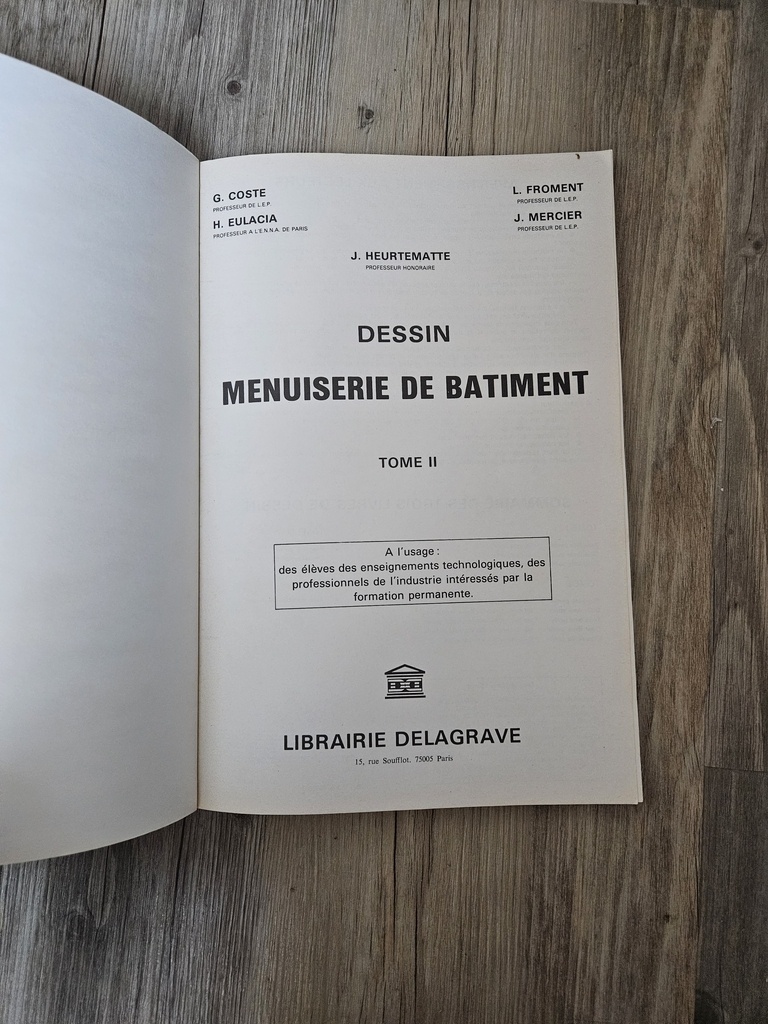 G. COSTE
PROFESSEUR DE L.E.P.
H. EULACIA
PROFESSEUR A L'E.N.N.A. DE PARIS
L. FROMENT
PROFESSEUR DE L.E.P.
J. MERCIER
PROFESSEUR DE L.E.P.
J. HEURTEMATTE
PROFESSEUR HONORAIRE
DESSIN
MENUISERIE DE BATIMENT
TOME II
A l'usage :
des élèves des enseignements technologiques, des
professionnels de l'industrie intéressés par la
formation permanente.
LIBRAIRIE DELAGRAVE
15, rue Soufflot, 75005 Paris